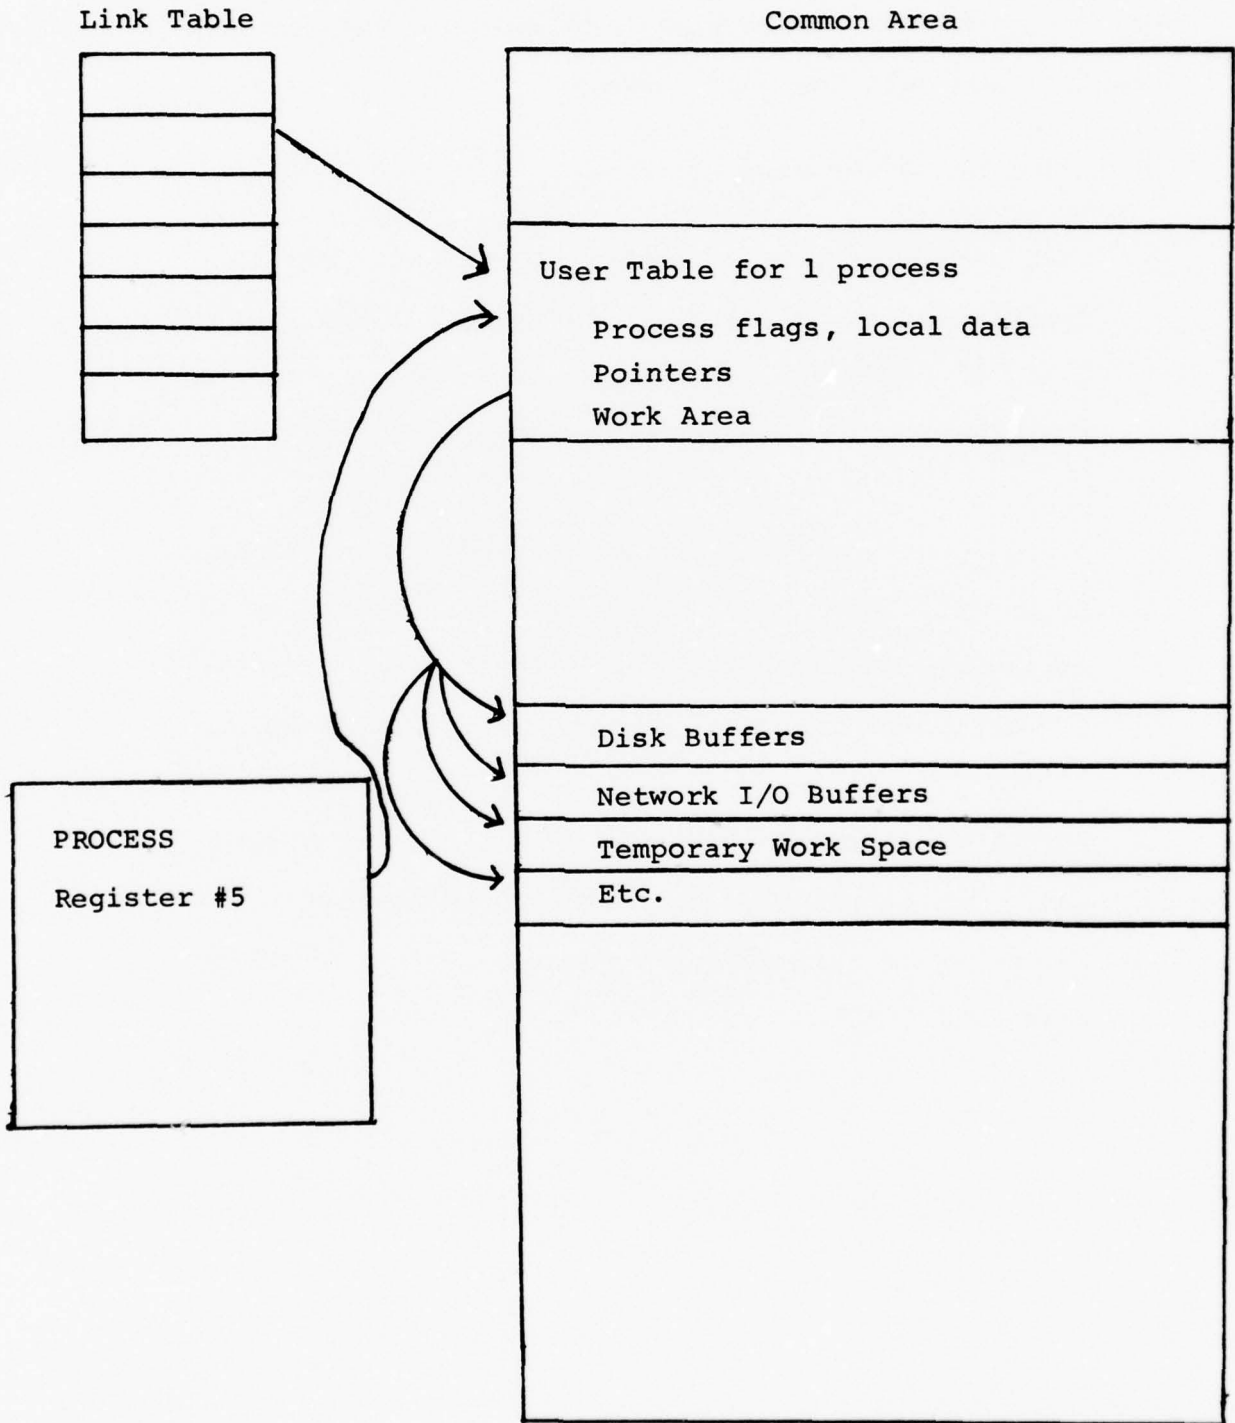 Link Table
Common Area
User Table for 1 process
Process flags, local data
Pointers
Work Area
Disk Buffers
Network I/O Buffers
Temporary Work Space
Etc.
PROCESS
Register #5